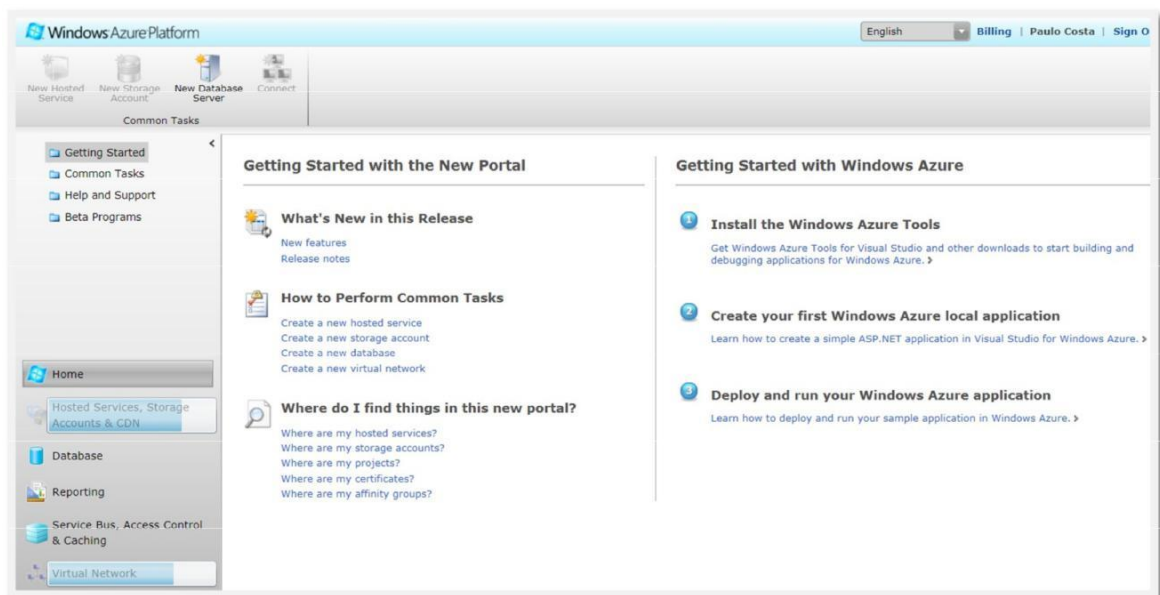 Windows Azure Platform
English
Billing | Paulo Costa | Sign O
New Hosted
Service
New Storage
Account
New Database
Server
Connect
Common Tasks
Getting Started
Common Tasks
Help and Support
Beta Programs
Home
Hosted Services, Storage
Accounts & CDN
Database
Reporting
Service Bus, Access Control
& Caching
Virtual Network
Getting Started with the New Portal
What's New in this Release
New features
Release notes
How to Perform Common Tasks
Create a new hosted service
Create a new storage account
Create a new database
Create a new virtual network
Where do I find things in this new portal?
Where are my hosted services?
Where are my storage accounts?
Where are my projects?
Where are my certificates?
Where are my affinity groups?
Getting Started with Windows Azure
1
Install the Windows Azure Tools
Get Windows Azure Tools for Visual Studio and other downloads to start building and
debugging applications for Windows Azure. >
2
Create your first Windows Azure local application
Learn how to create a simple ASP.NET application in Visual Studio for Windows Azure. >
3
Deploy and run your Windows Azure application
Learn how to deploy and run your sample application in Windows Azure. >